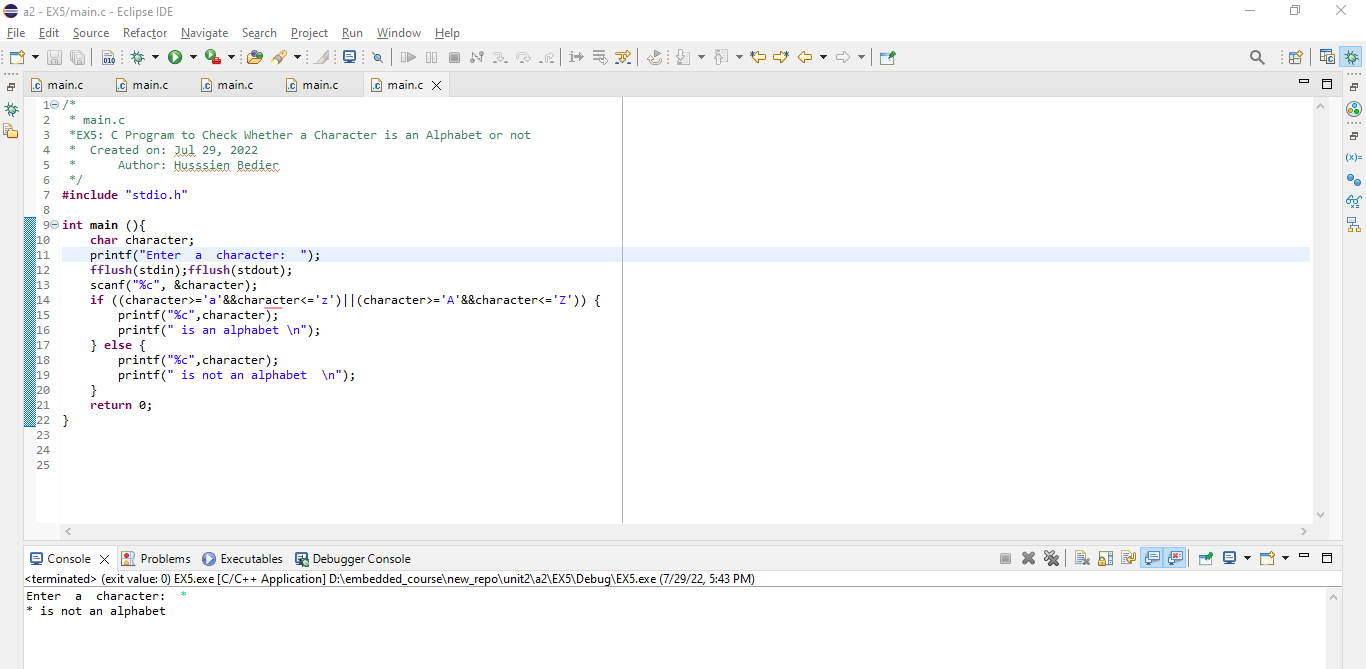 a2 - EX5/main.c - Eclipse IDE
File Edit Source Refactor Navigate Search Project Run Window Help
main.c main.c main.c main.c main.c
1 /*
2  * main.c
3  *EX5: C Program to Check Whether a Character is an Alphabet or not
4  *  Created on: Jul 29, 2022
5  *      Author: Husssien Bedier
6  */
7 #include "stdio.h"
8
9 int main (){
10     char character;
11     printf("Enter  a  character:  ");
12     fflush(stdin);fflush(stdout);
13     scanf("%c", &character);
14     if ((character>='a'&&character<='z')||(character>='A'&&character<='Z')) {
15         printf("%c",character);
16         printf(" is an alphabet \n");
17     } else {
18         printf("%c",character);
19         printf(" is not an alphabet  \n");
20     }
21     return 0;
22 }
23
24
25
Console Problems Executables Debugger Console
<terminated> (exit value: 0) EX5.exe [C/C++ Application] D:\embedded_course\new_repo\unit2\a2\EX5\Debug\EX5.exe (7/29/22, 5:43 PM)
Enter  a  character:  *
* is not an alphabet